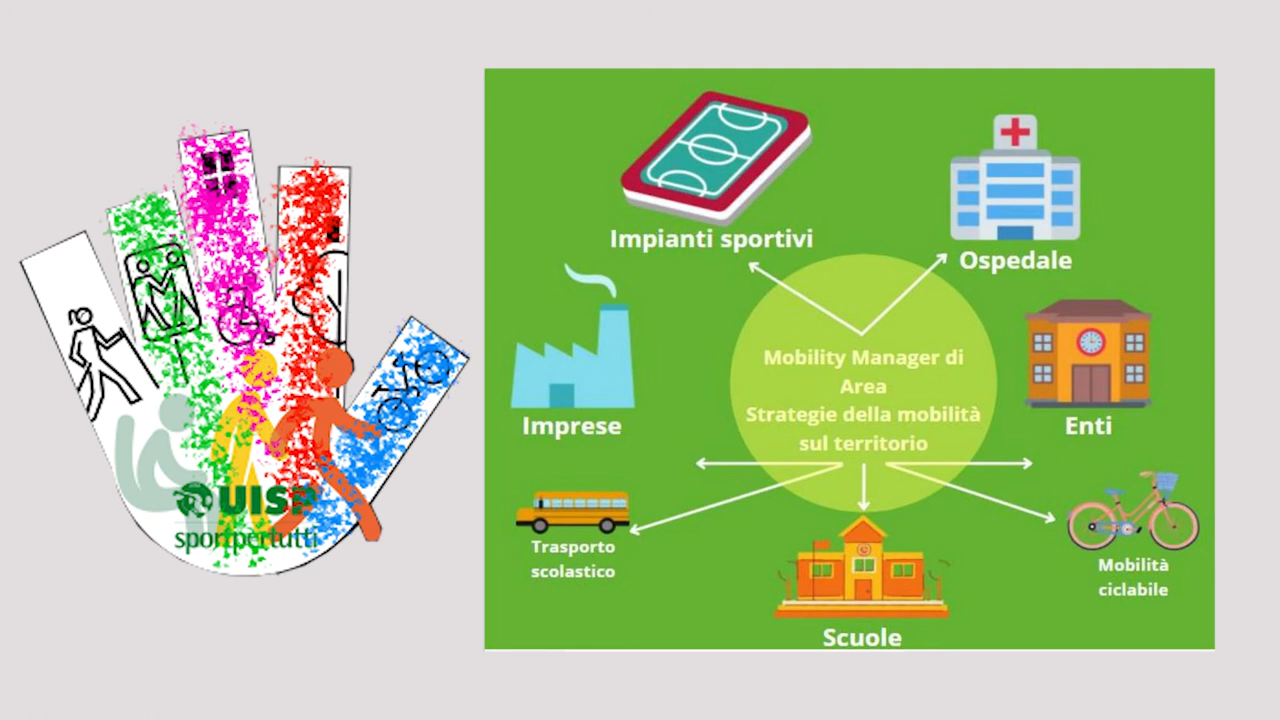 UISP
sportpertutti
Impianti sportivi
Ospedale
Mobility Manager di
Area
Strategie della mobilità
sul territorio
Imprese
Enti
Trasporto
scolastico
Mobilità
ciclabile
Scuole